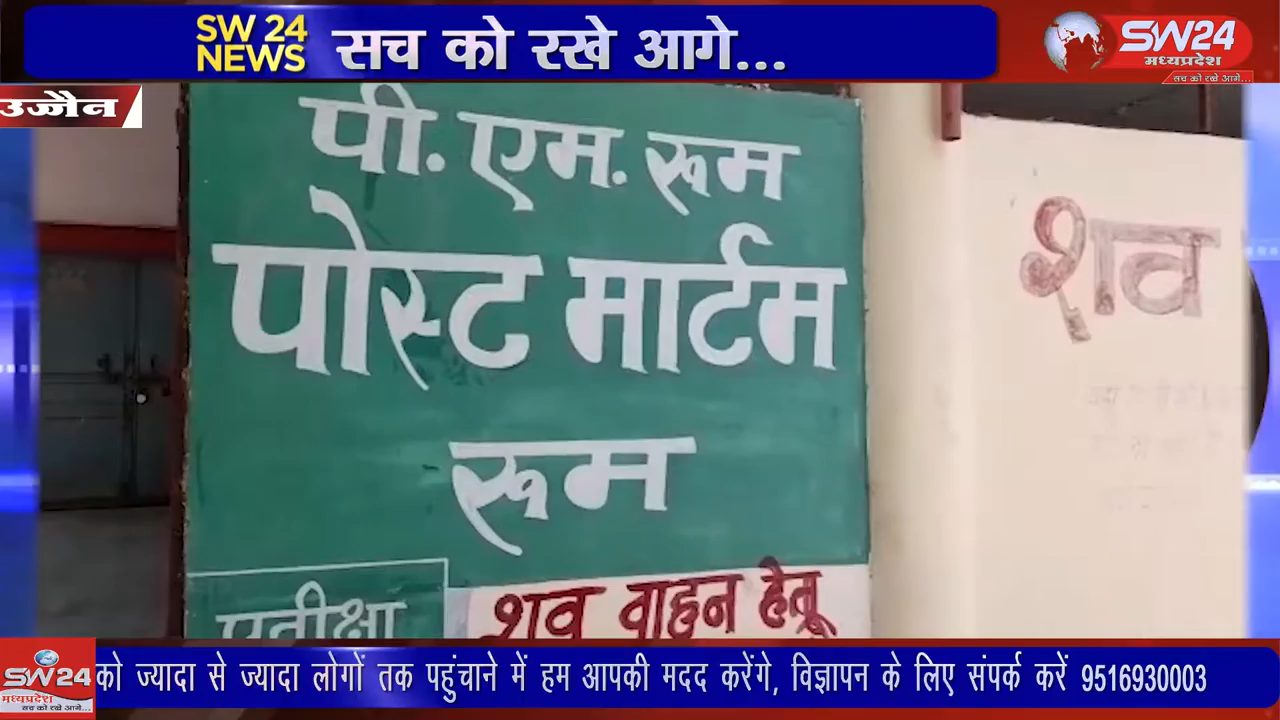 SW 24
NEWS
सच को रखे आगे...
SW24
मध्यप्रदेश
सच को रखे आगे...
उज्जैन
पी. एम. रूम
पोस्ट मार्टम
रूम
प्रतीक्षा
शव वाहन हेतू
शव
SW24
मध्यप्रदेश
सच को रखे आगे...
को ज्यादा से ज्यादा लोगों तक पहुंचाने में हम आपकी मदद करेंगे, विज्ञापन के लिए संपर्क करें 9516930003